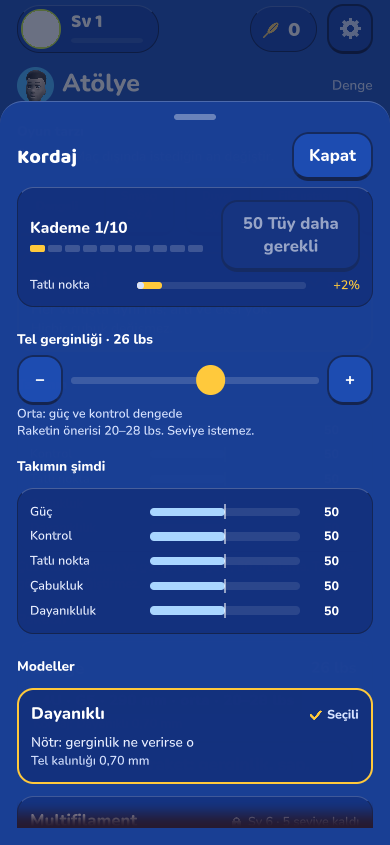 Sv 1
0
Atölye
Denge
Kordaj
Kapat
Kademe 1/10
50 Tüy daha
gerekli
Tatlı nokta
+2%
Tel gerginliği · 26 lbs
−
+
Orta: güç ve kontrol dengede
Raketin önerisi 20–28 lbs. Seviye istemez.
Takımın şimdi
Güç 50
Kontrol 50
Tatlı nokta 50
Çabukluk 50
Dayanıklılık 50
Modeller
Dayanıklı
Seçili
Nötr: gerginlik ne verirse o
Tel kalınlığı 0,70 mm
Multifilament
Sv 6 · 5 seviye kaldı